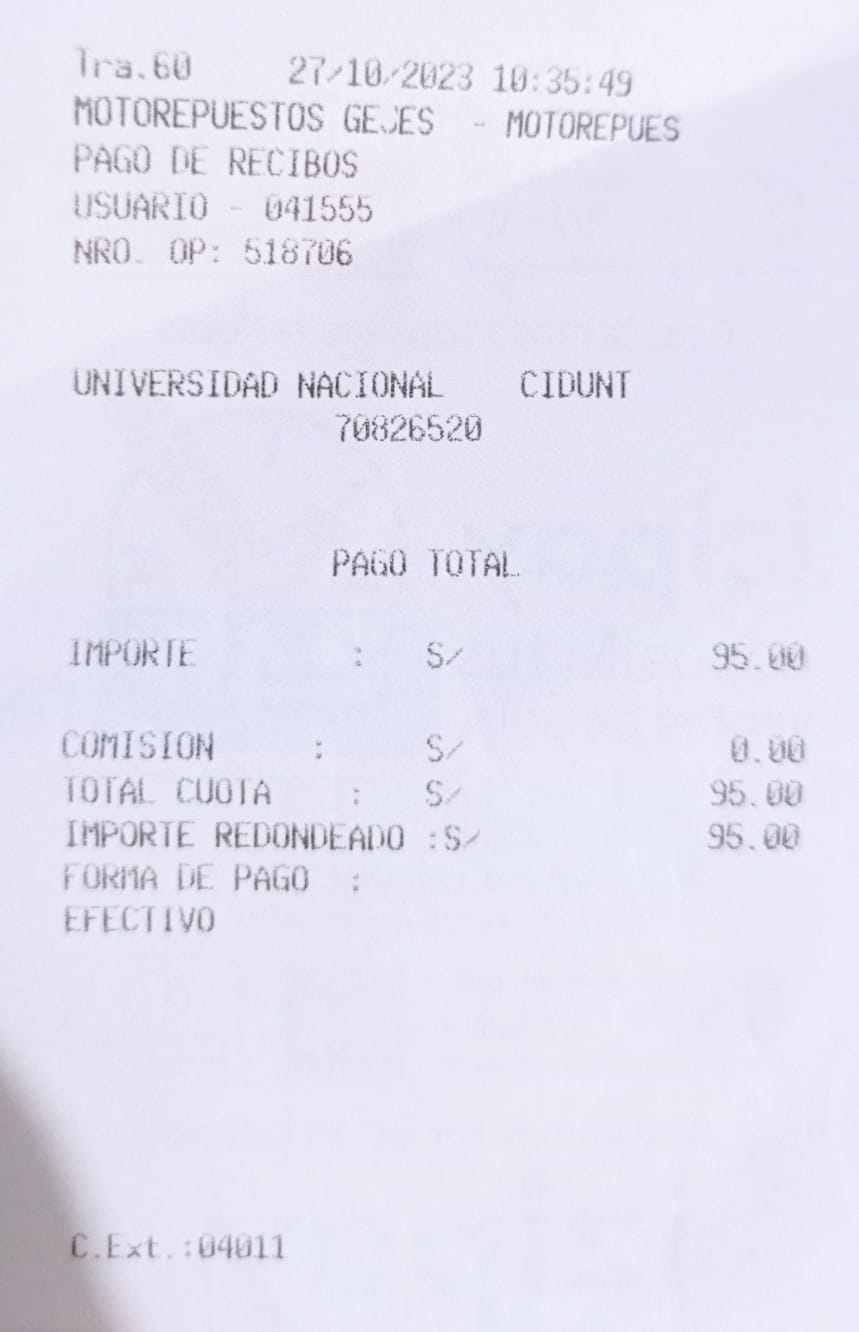 Tra.60 27/10/2023 10:35:49
MOTOREPUESTOS GEJES - MOTOREPUES
PAGO DE RECIBOS
USUARIO - 041555
NRO. OP: 518706
UNIVERSIDAD NACIONAL CIDUNT
70826520
PAGO TOTAL
IMPORTE : S/ 95.00
COMISION : S/ 0.00
TOTAL CUOTA : S/ 95.00
IMPORTE REDONDEADO :S/ 95.00
FORMA DE PAGO :
EFECTIVO
C.Ext.:04011